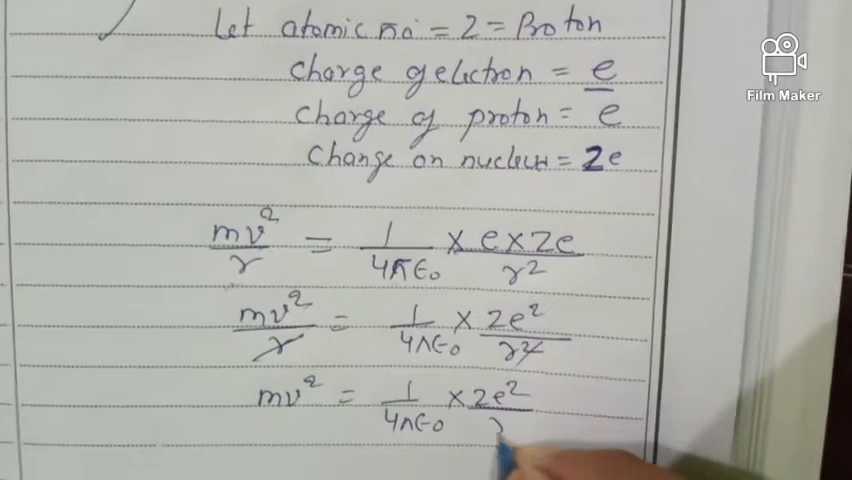 Let atomic no = Z = Proton
Film Maker
charge of electron = e
charge of proton = e
Charge on nucleus = Ze
mv²/r = 1/4πε₀ × e×Ze/r²
mv²/r = 1/4πε₀ × Ze²/r²
mv² = 1/4πε₀ × Ze²/r